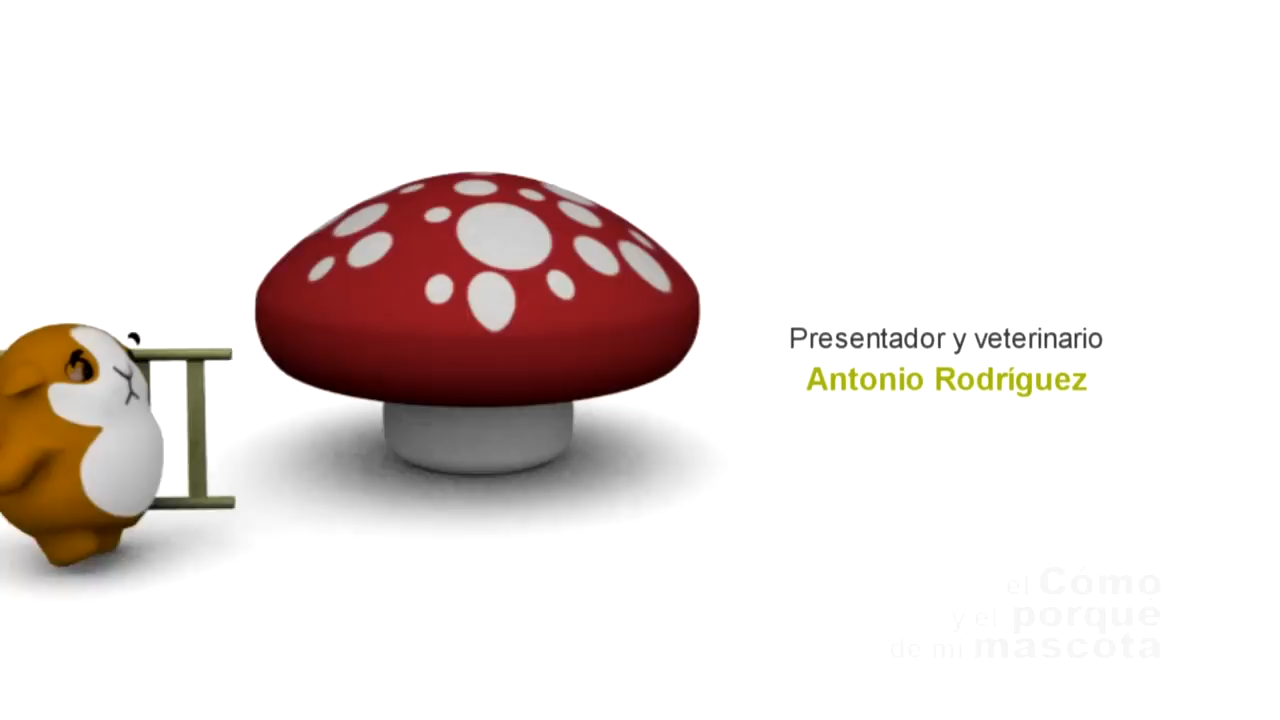 Presentador y veterinario
Antonio Rodríguez
el Cómo
y el porque
de mi mascota